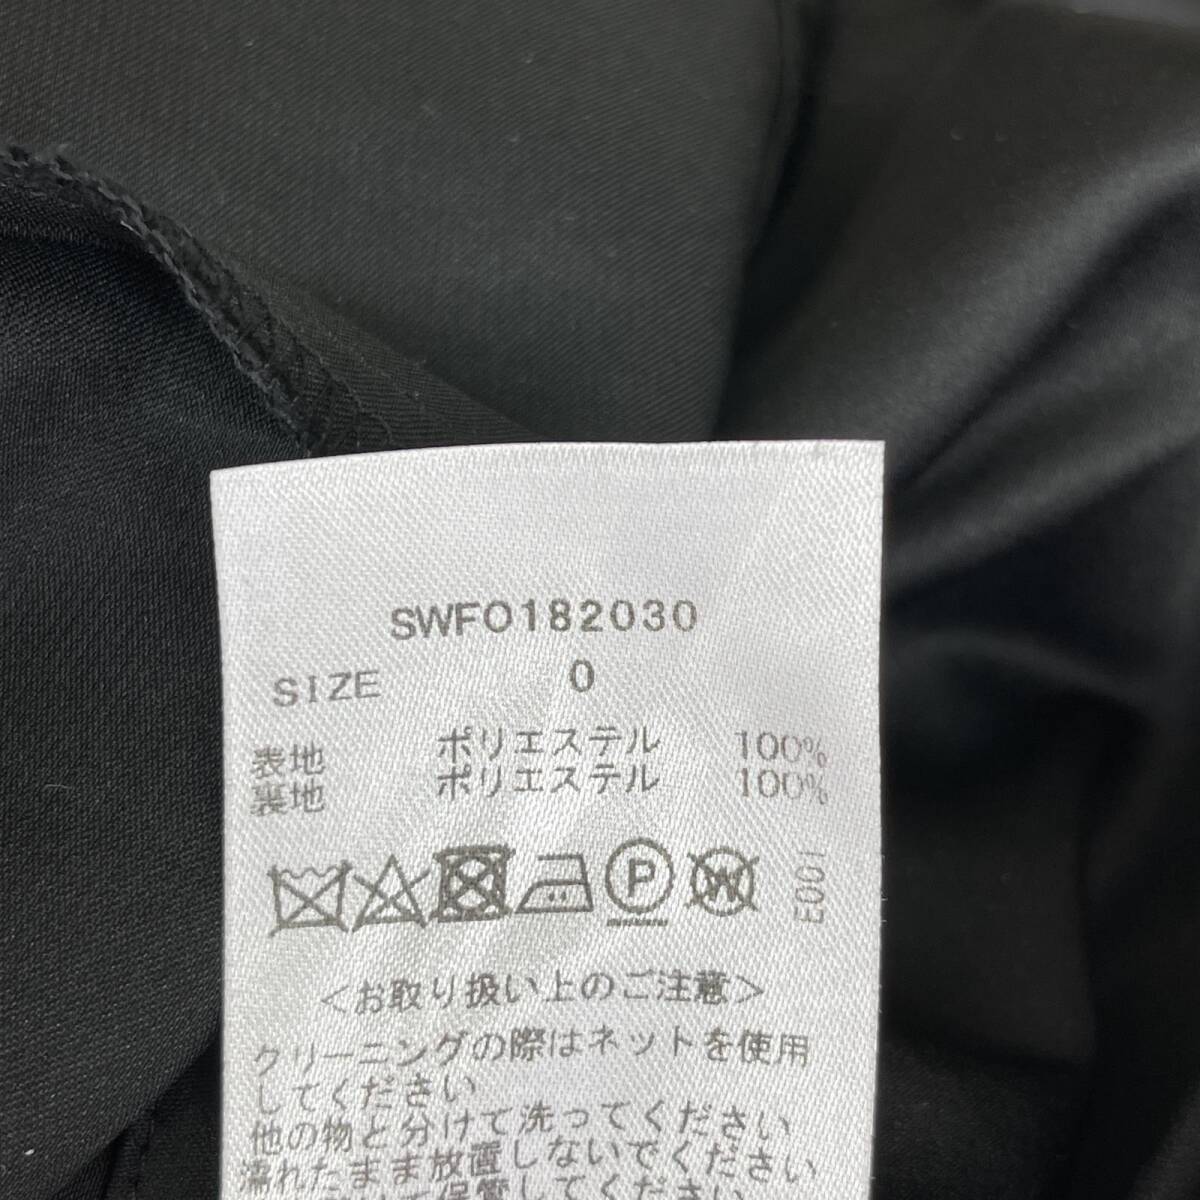 SWFO182030
SIZE 0
表地 ポリエステル 100%
裏地 ポリエステル 100%
P W E001
<お取り扱い上のご注意>
クリーニングの際はネットを使用
してください
他の物と分けて洗ってください
濡れたまま放置しないでください